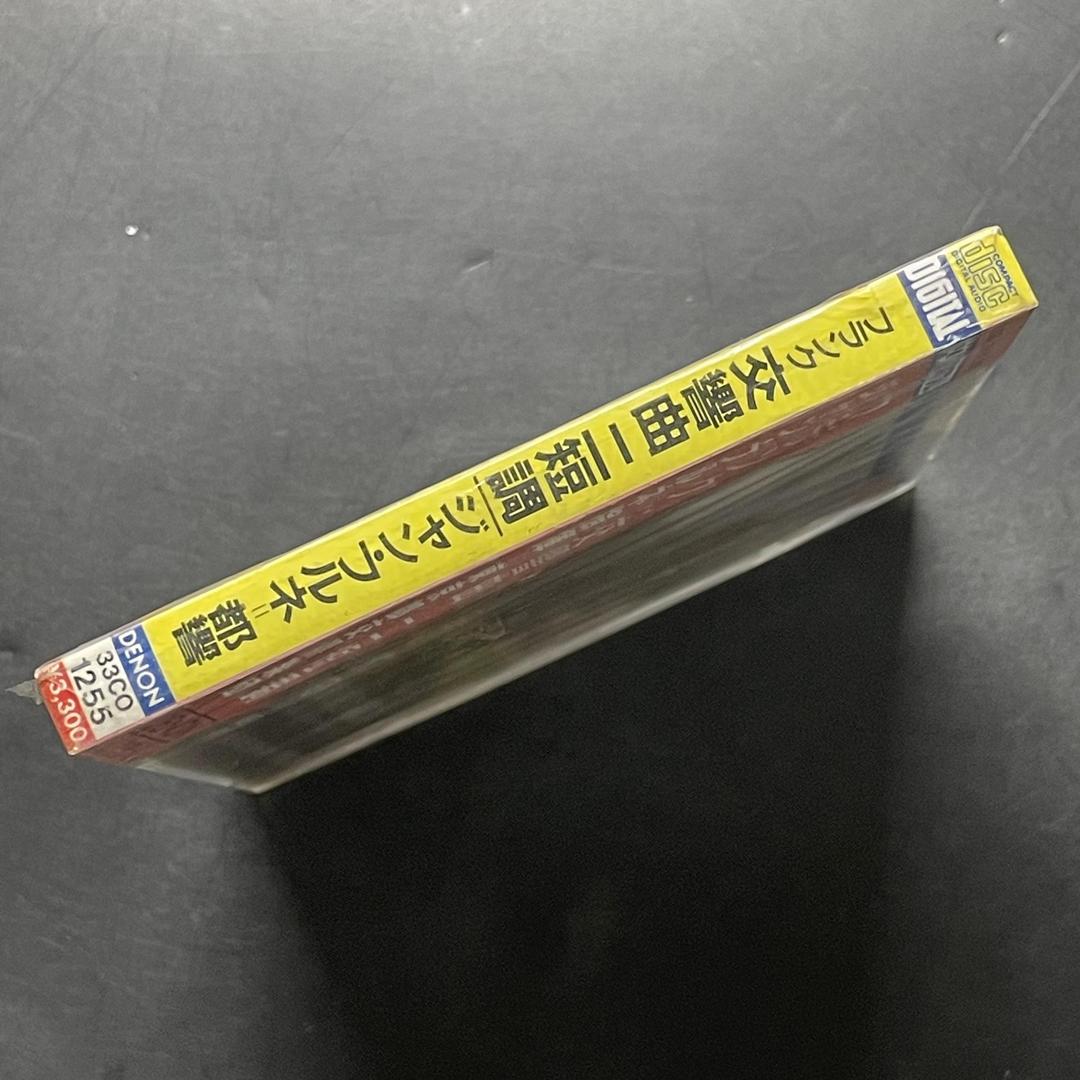 COMPACT
disc
DIGITAL AUDIO
DIGITAL
フランク 交響曲ニ短調/ジャン・フルネ=都響
DENON
33CO
1255
¥3,300